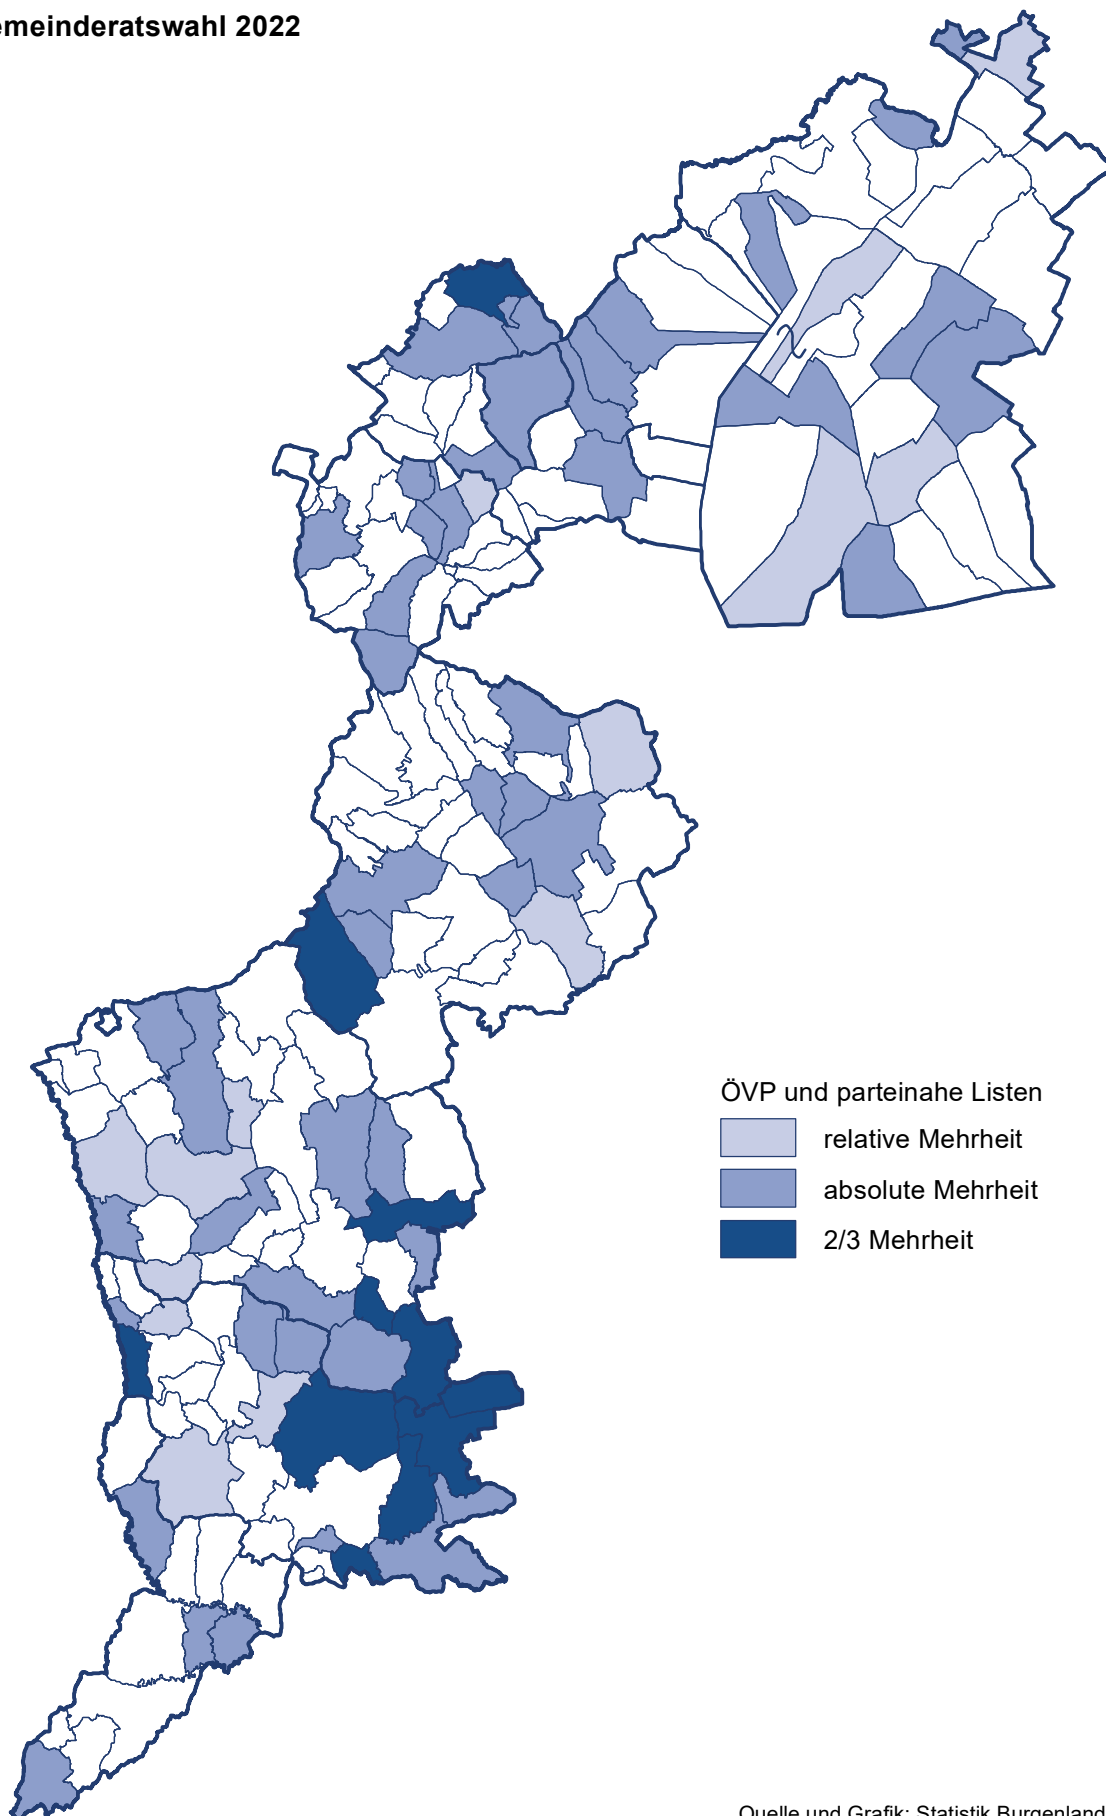 emeinderatswahl 2022
ÖVP und parteinahe Listen
relative Mehrheit
absolute Mehrheit
2/3 Mehrheit
Quelle und Grafik: Statistik Burgenland